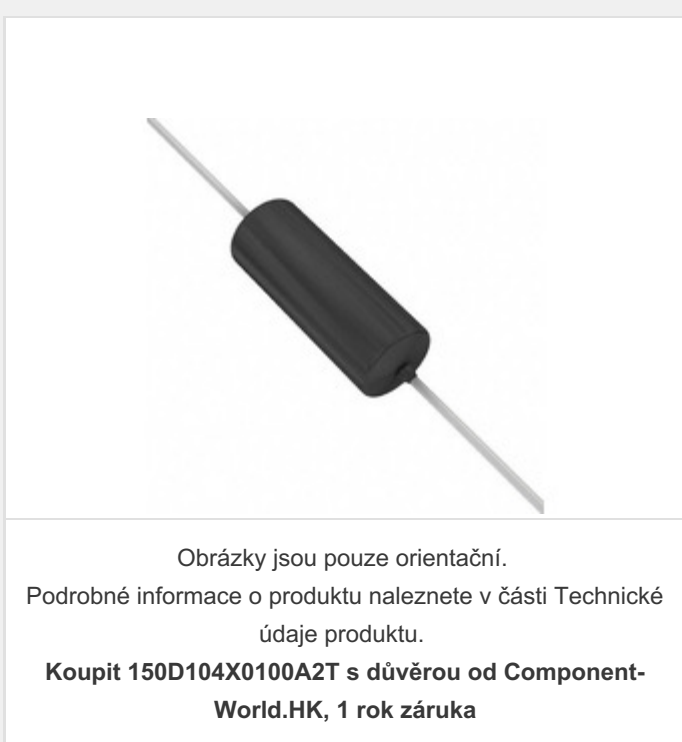 Obrázky jsou pouze orientační.
Podrobné informace o produktu naleznete v části Technické
údaje produktu.
Koupit 150D104X0100A2T s důvěrou od Component-
World.HK, 1 rok záruka